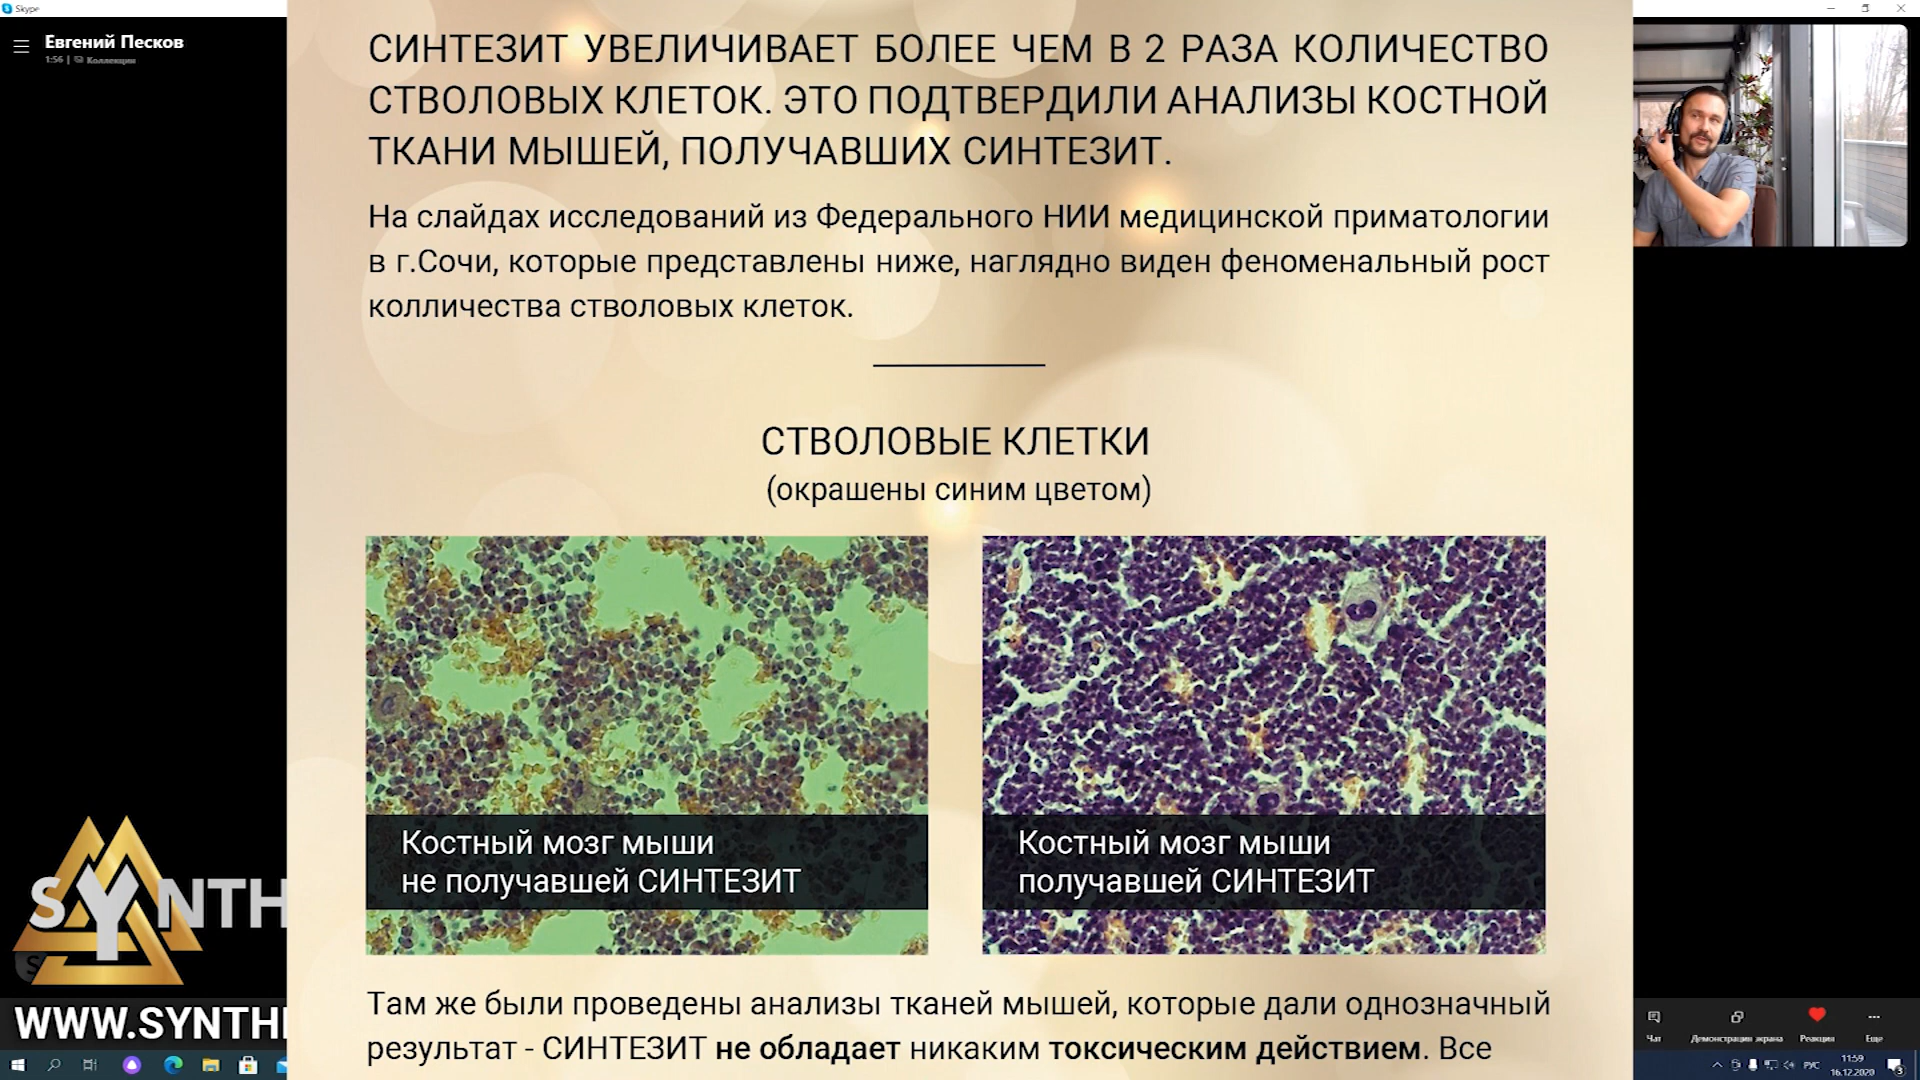 Skype
Евгений Песков
1:56 | Коллекции
СИНТЕЗИТ УВЕЛИЧИВАЕТ БОЛЕЕ ЧЕМ В 2 РАЗА КОЛИЧЕСТВО
СТВОЛОВЫХ КЛЕТОК. ЭТО ПОДТВЕРДИЛИ АНАЛИЗЫ КОСТНОЙ
ТКАНИ МЫШЕЙ, ПОЛУЧАВШИХ СИНТЕЗИТ.
На слайдах исследований из Федерального НИИ медицинской приматологии
в г.Сочи, которые представлены ниже, наглядно виден феноменальный рост
колличества стволовых клеток.
СТВОЛОВЫЕ КЛЕТКИ
(окрашены синим цветом)
Костный мозг мыши
не получавшей СИНТЕЗИТ
Костный мозг мыши
получавшей СИНТЕЗИТ
Там же были проведены анализы тканей мышей, которые дали однозначный
результат - СИНТЕЗИТ не обладает никаким токсическим действием. Все
SYNTH
WWW.SYNTH
Чат
Демонстрация экрана
Реакция
Еще
РУС
11:59
16.12.2020
3